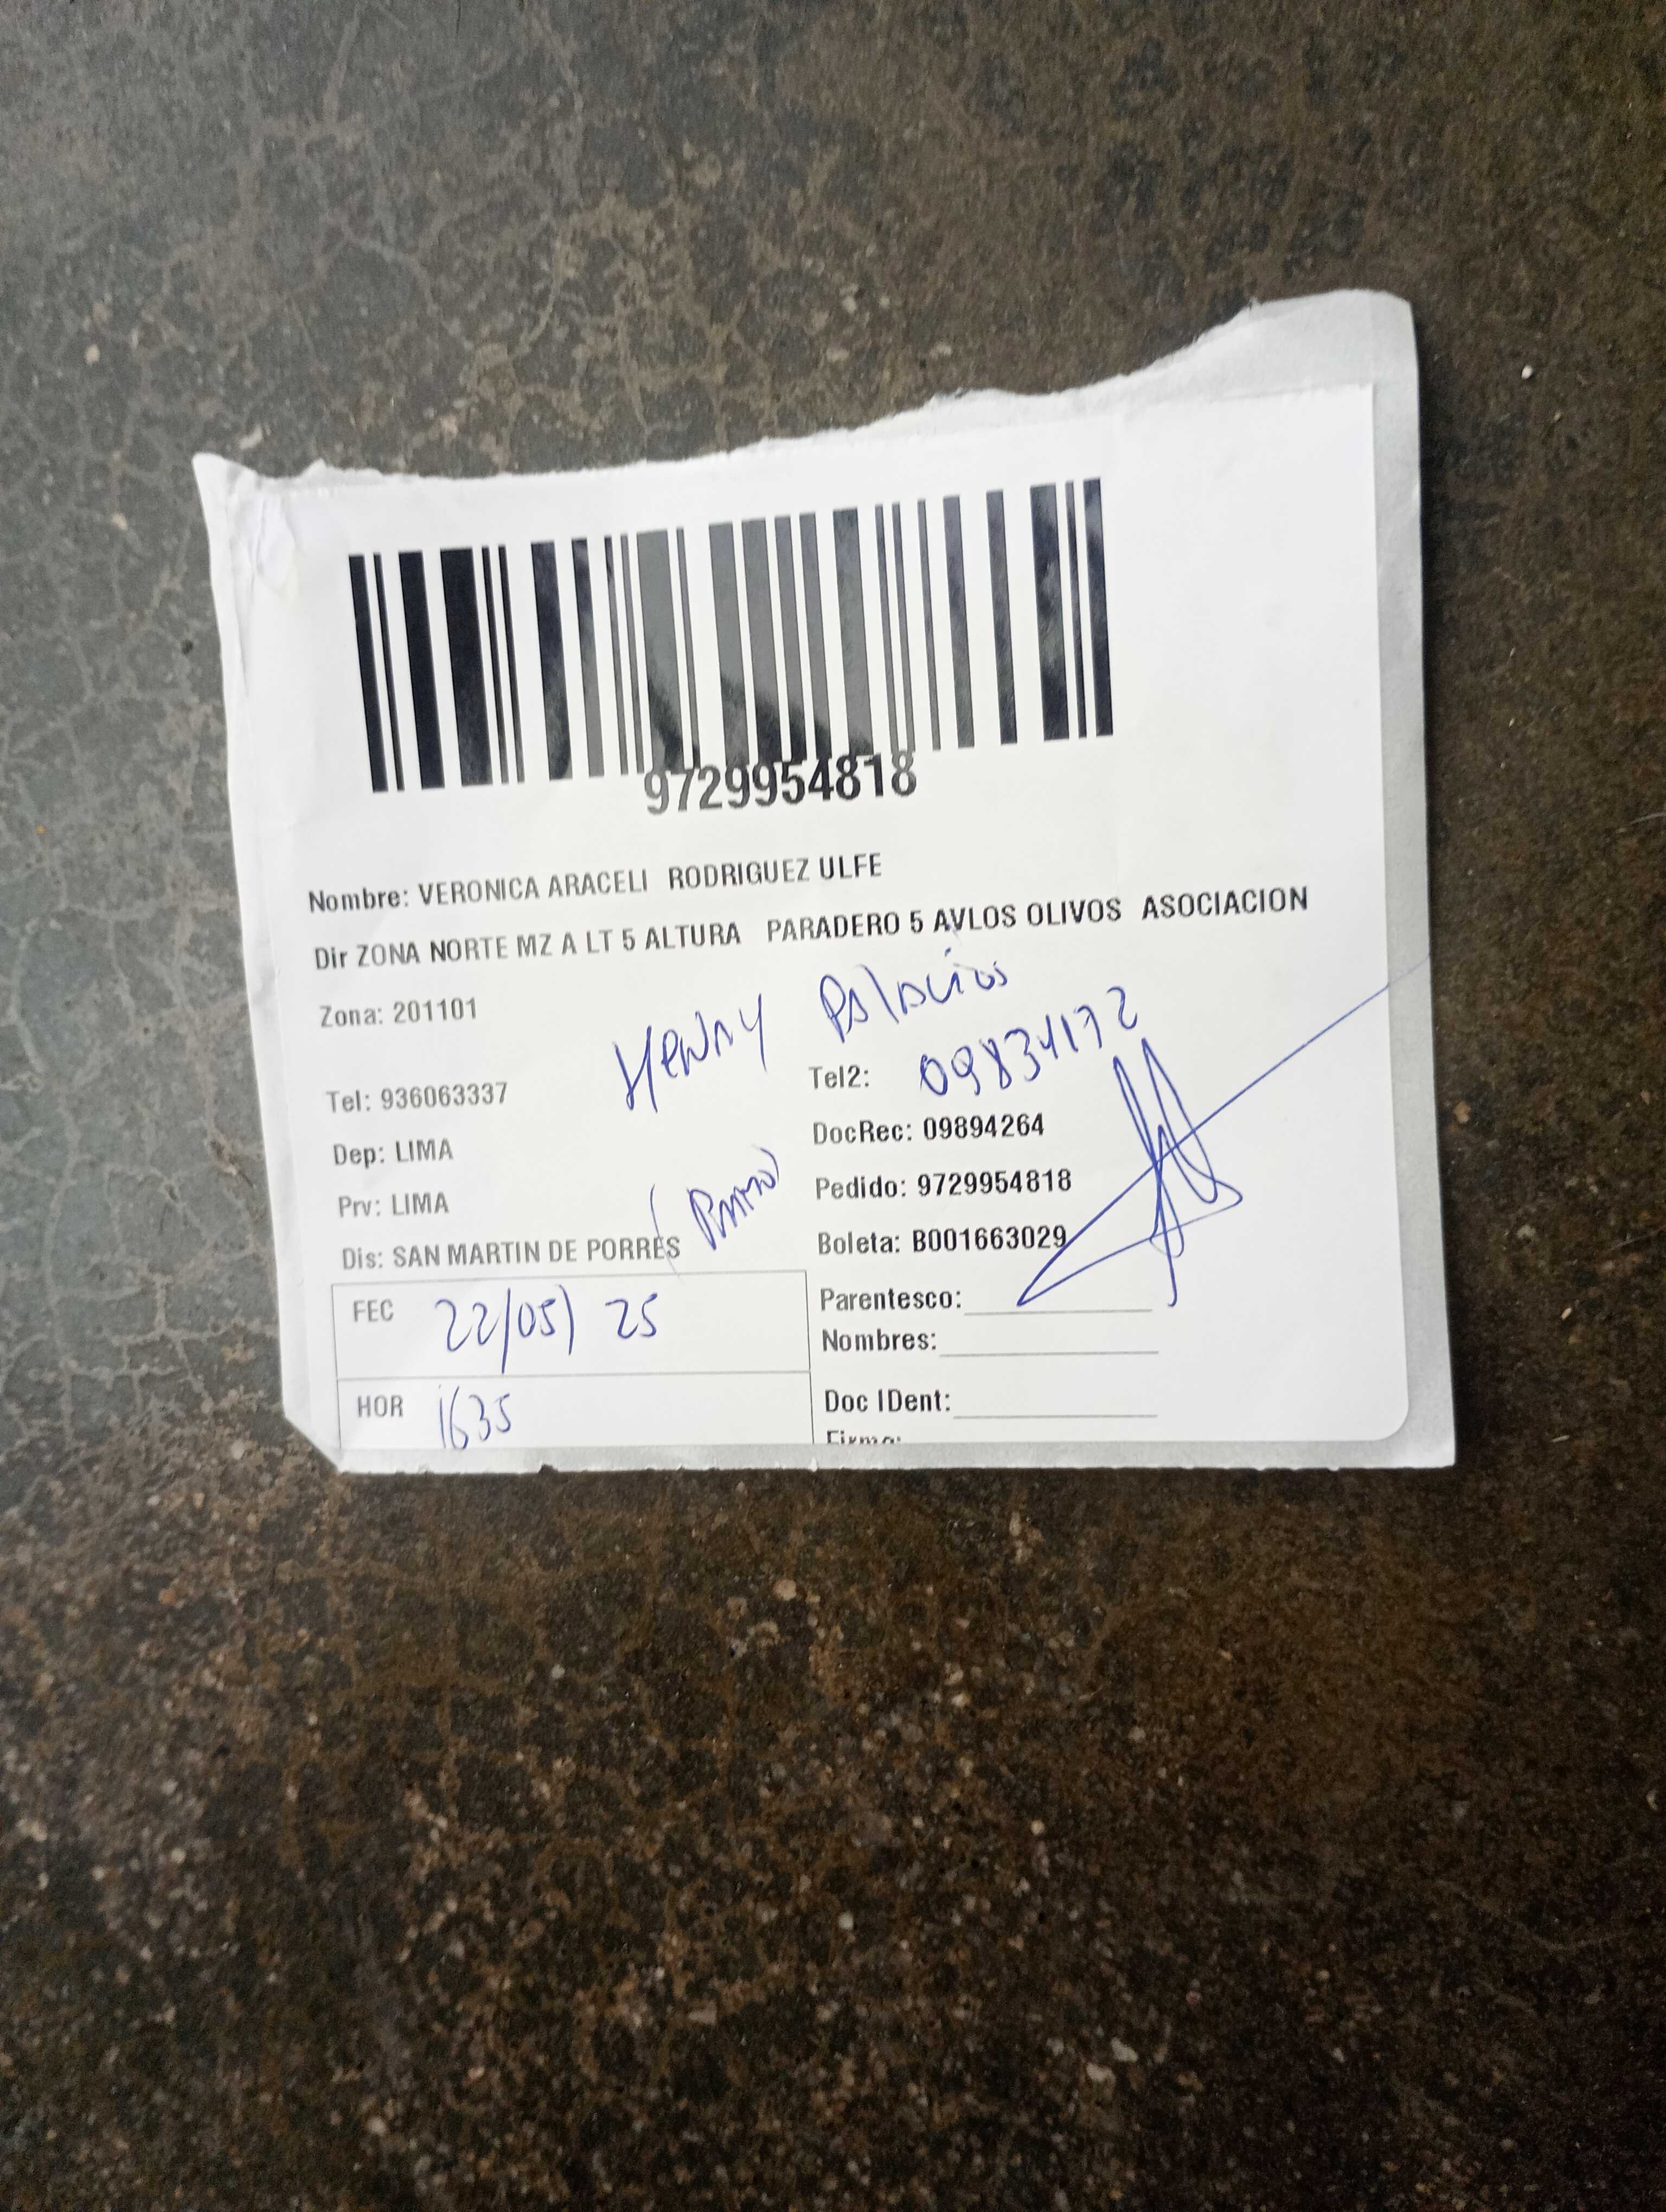 9729954818
Nombre: VERONICA ARACELI RODRIGUEZ ULFE
Dir ZONA NORTE MZ A LT 5 ALTURA PARADERO 5 AVLOS OLIVOS ASOCIACION
Zona: 201101
Henry Palacios
Tel: 936063337
Tel2: 09834172
Dep: LIMA
DocRec: 09894264
Prv: LIMA
(Primo)
Pedido: 9729954818
Dis: SAN MARTIN DE PORRES
Boleta: B001663029
FEC 22/05/25
Parentesco:
Nombres:
HOR 1635
Doc IDent:
Firma: